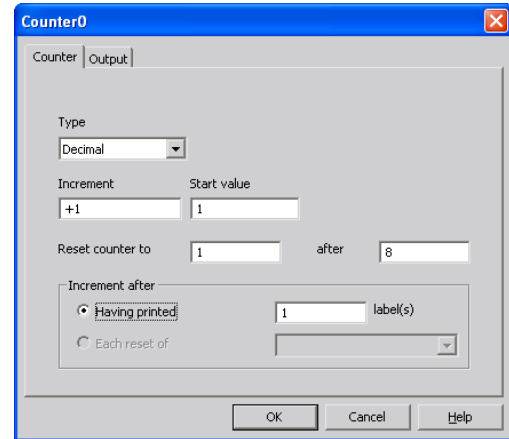 Counter0
Counter Output
Type
Decimal
Increment Start value
+1 1
Reset counter to 1 after 8
Increment after
Having printed 1 label(s)
Each reset of
OK Cancel Help